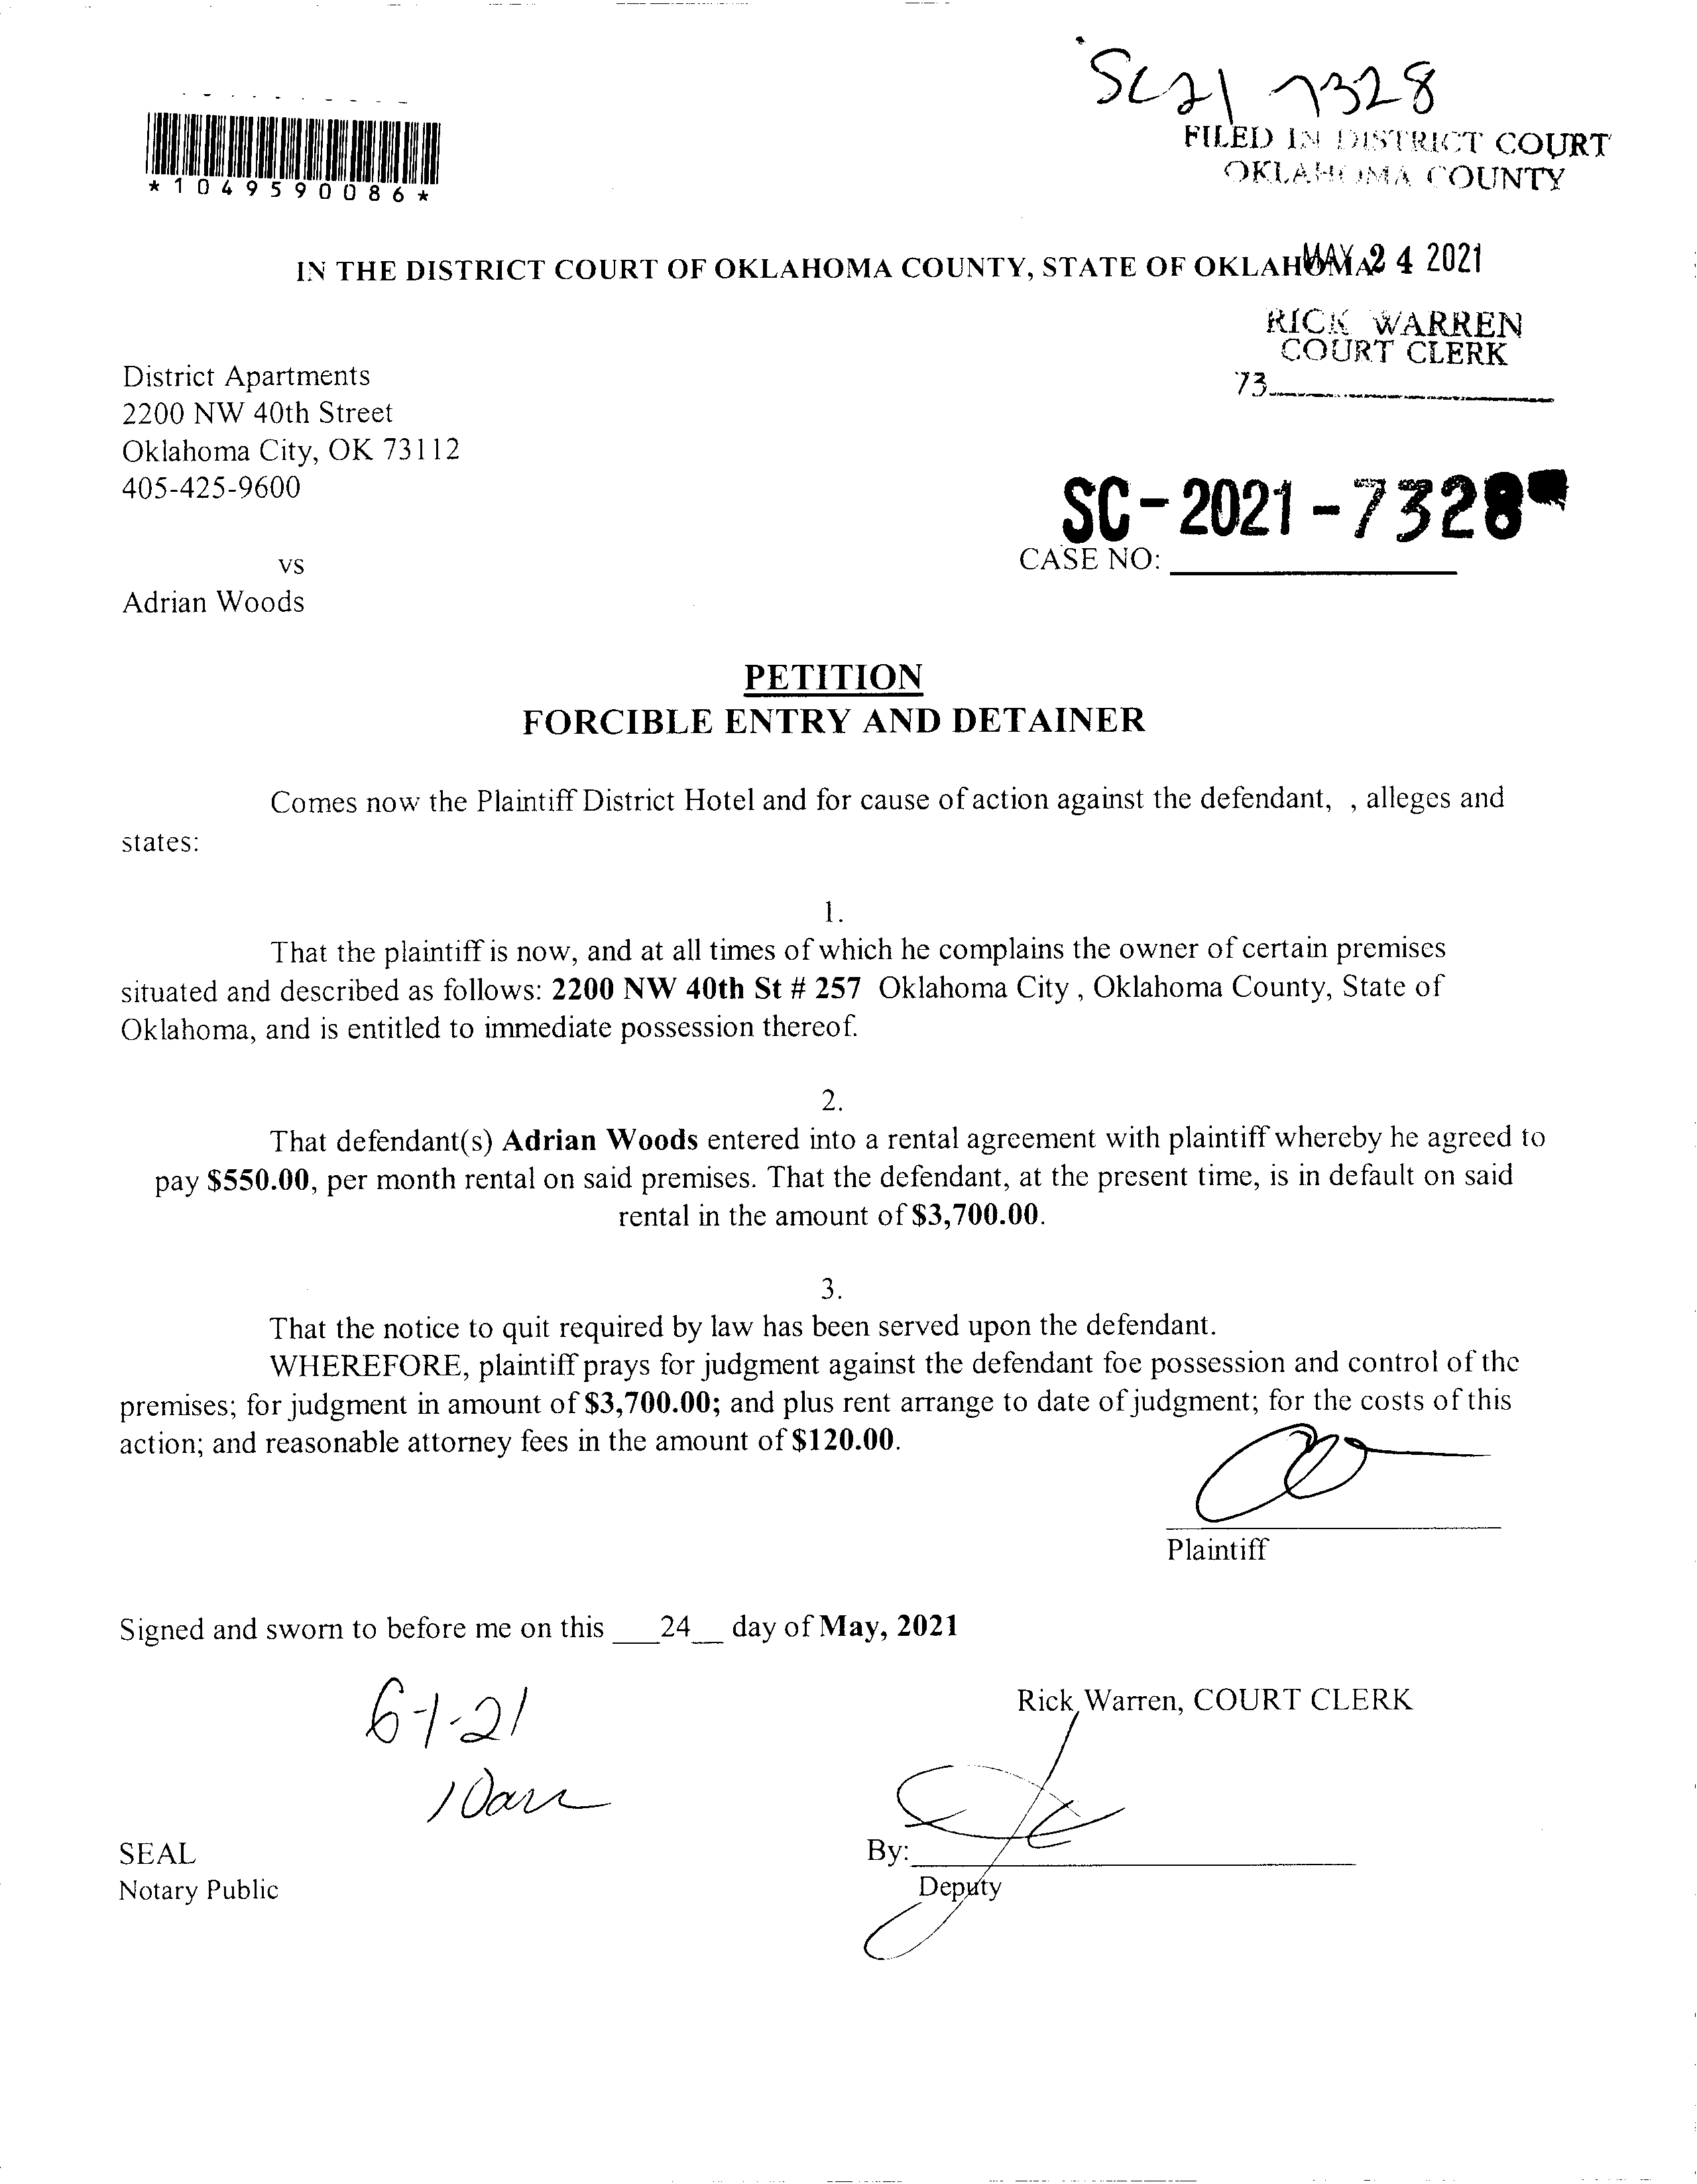 SC21 7328
FILED IN DISTRICT COURT
OKLAHOMA COUNTY
*1049590086*
IN THE DISTRICT COURT OF OKLAHOMA COUNTY, STATE OF OKLAHOMA
MAY 24 2021
RICK WARREN
COURT CLERK
73
District Apartments
2200 NW 40th Street
Oklahoma City, OK 73112
405-425-9600
SC-2021-7328
CASE NO:
vs
Adrian Woods
PETITION
FORCIBLE ENTRY AND DETAINER
Comes now the Plaintiff District Hotel and for cause of action against the defendant,  , alleges and
states:
1.
That the plaintiff is now, and at all times of which he complains the owner of certain premises
situated and described as follows: 2200 NW 40th St # 257 Oklahoma City , Oklahoma County, State of
Oklahoma, and is entitled to immediate possession thereof.
2.
That defendant(s) Adrian Woods entered into a rental agreement with plaintiff whereby he agreed to
pay $550.00, per month rental on said premises. That the defendant, at the present time, is in default on said
rental in the amount of $3,700.00.
3.
That the notice to quit required by law has been served upon the defendant.
WHEREFORE, plaintiff prays for judgment against the defendant foe possession and control of the
premises; for judgment in amount of $3,700.00; and plus rent arrange to date of judgment; for the costs of this
action; and reasonable attorney fees in the amount of $120.00.
Plaintiff
Signed and sworn to before me on this ___24__ day of May, 2021
6-1-21
10am
Rick Warren, COURT CLERK
SEAL
By:
Notary Public
Deputy